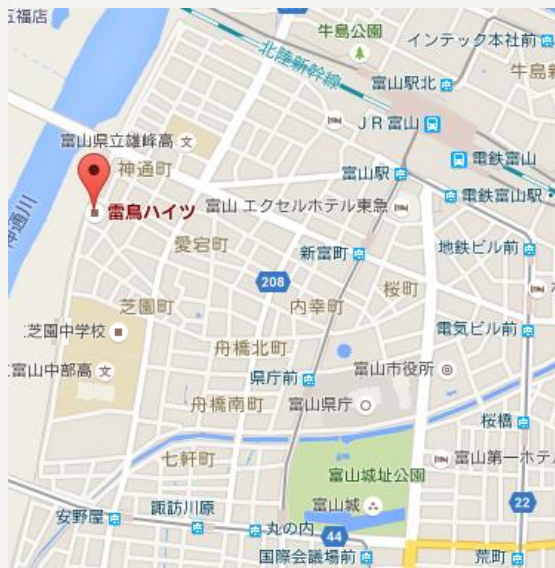 五福店
牛島公園
インテック本社前
北陸新幹線
富山駅北
牛島新
JR富山
富山県立雄峰高
神通町
富山駅
電鉄富山
電鉄富山駅
神通川
雷鳥ハイツ
富山 エクセルホテル東急
愛宕町
新富町
地鉄ビル前
208
芝園町
内幸町
桜町
芝園中学校
舟橋北町
電気ビル前
富山中部高
県庁前
富山市役所
舟橋南町
富山県庁
桜橋
七軒町
富山城址公園
富山第一ホテル
富山城
22
安野屋
諏訪川原
丸の内
44
国際会議場前
荒町